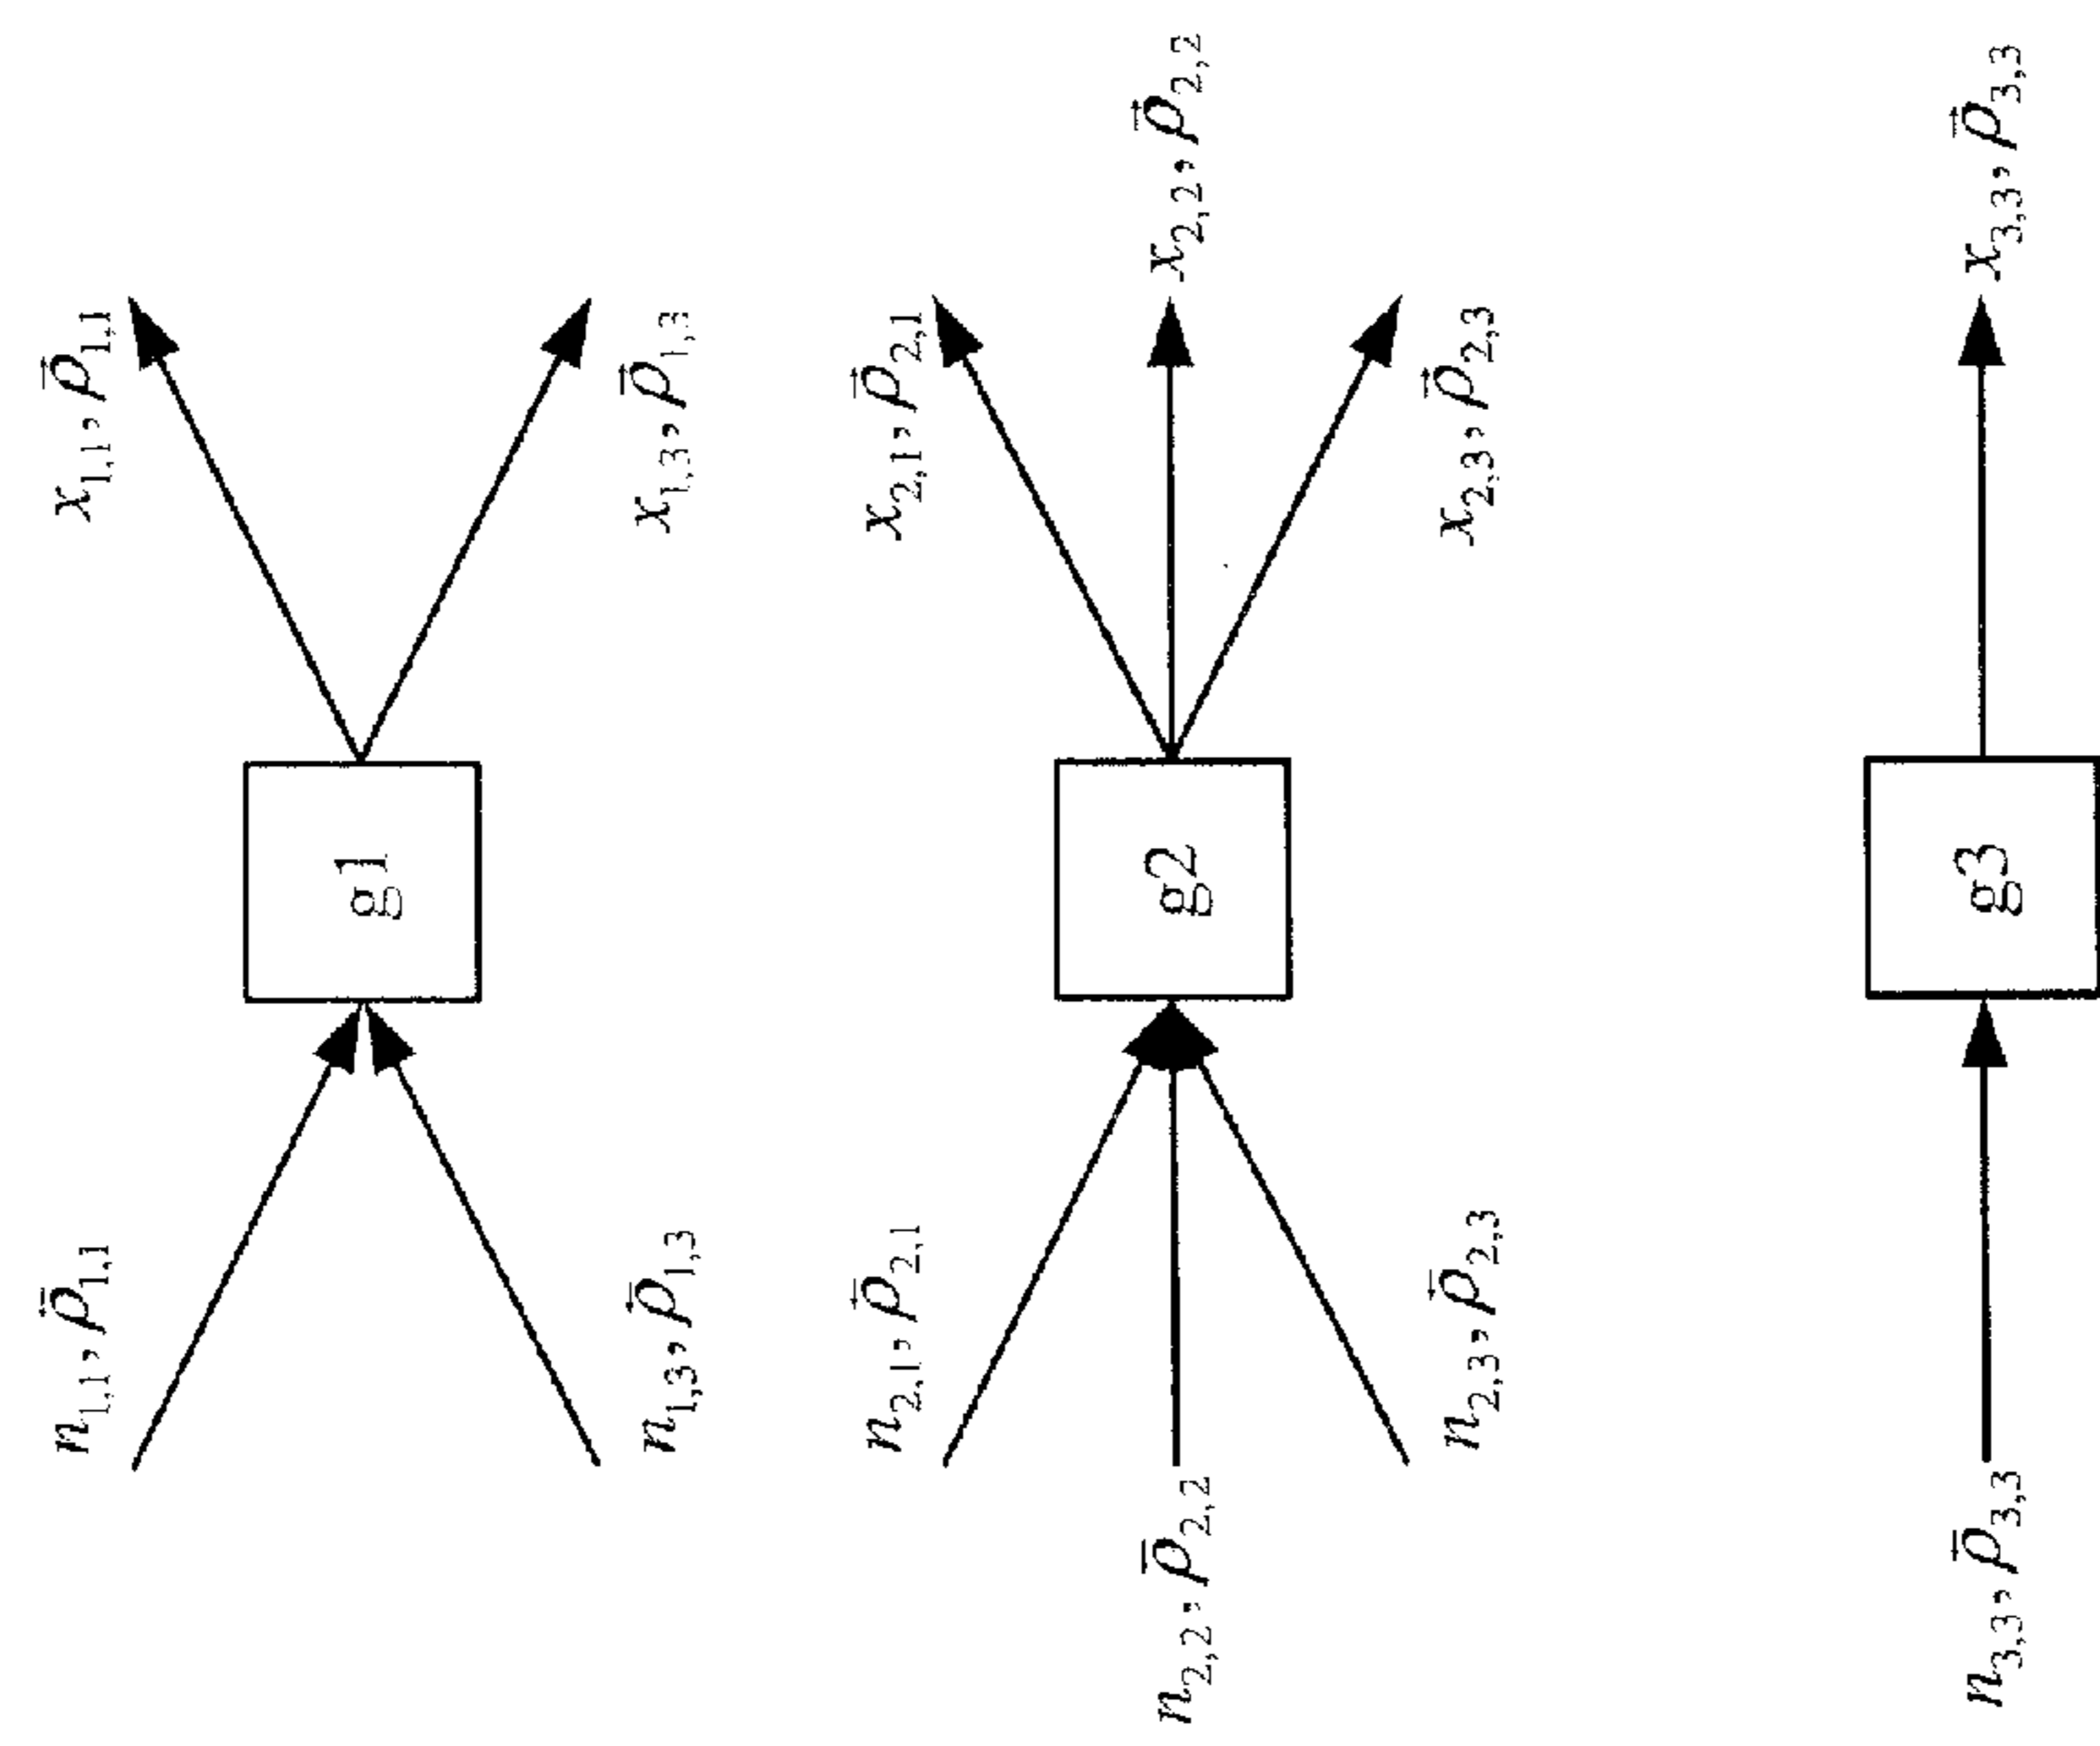 n₁,₁, ρ⃖₁,₁
x₁,₁, ρ⃗₁,₁
g1
n₁,₃, ρ⃖₁,₃
x₁,₃, ρ⃗₁,₃
n₂,₁, ρ⃖₂,₁
x₂,₁, ρ⃗₂,₁
n₂,₂, ρ̄₂,₂
g2
x₂,₂, ρ⃗₂,₂
n₂,₃, ρ⃖₂,₃
x₂,₃, ρ⃗₂,₃
n₃,₃, ρ⃖₃,₃
g3
x₃,₃, ρ⃗₃,₃